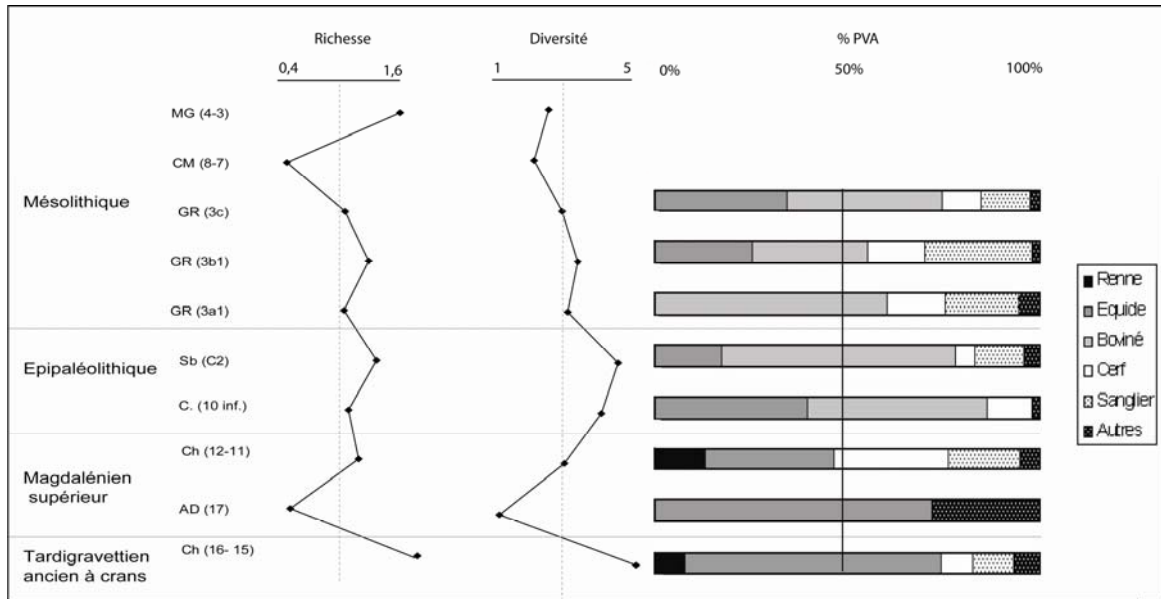 Richesse Diversité % PVA
0,4 1,6 1 5 0% 50% 100%
MG (4-3)
CM (8-7)
Mésolithique
GR (3c)
GR (3b1)
GR (3a1)
Sb (C2)
Epipaléolithique
C. (10 inf.)
Ch (12-11)
Magdalénien
supérieur
AD (17)
Ch (16- 15)
Tardigravettien
ancien à crans
Renne
Equide
Boviné
Cerf
Sanglier
Autres